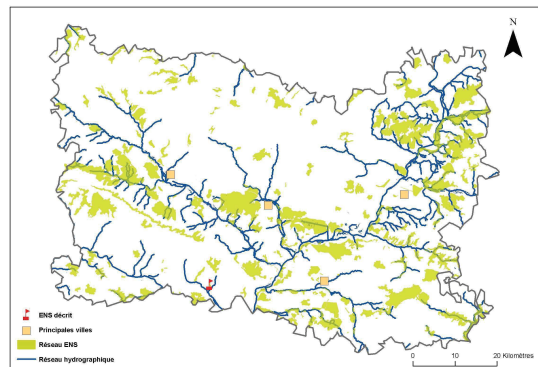 N
ENS décrit
Principales villes
Réseau ENS
Réseau hydrographique
0 10 20 Kilomètres